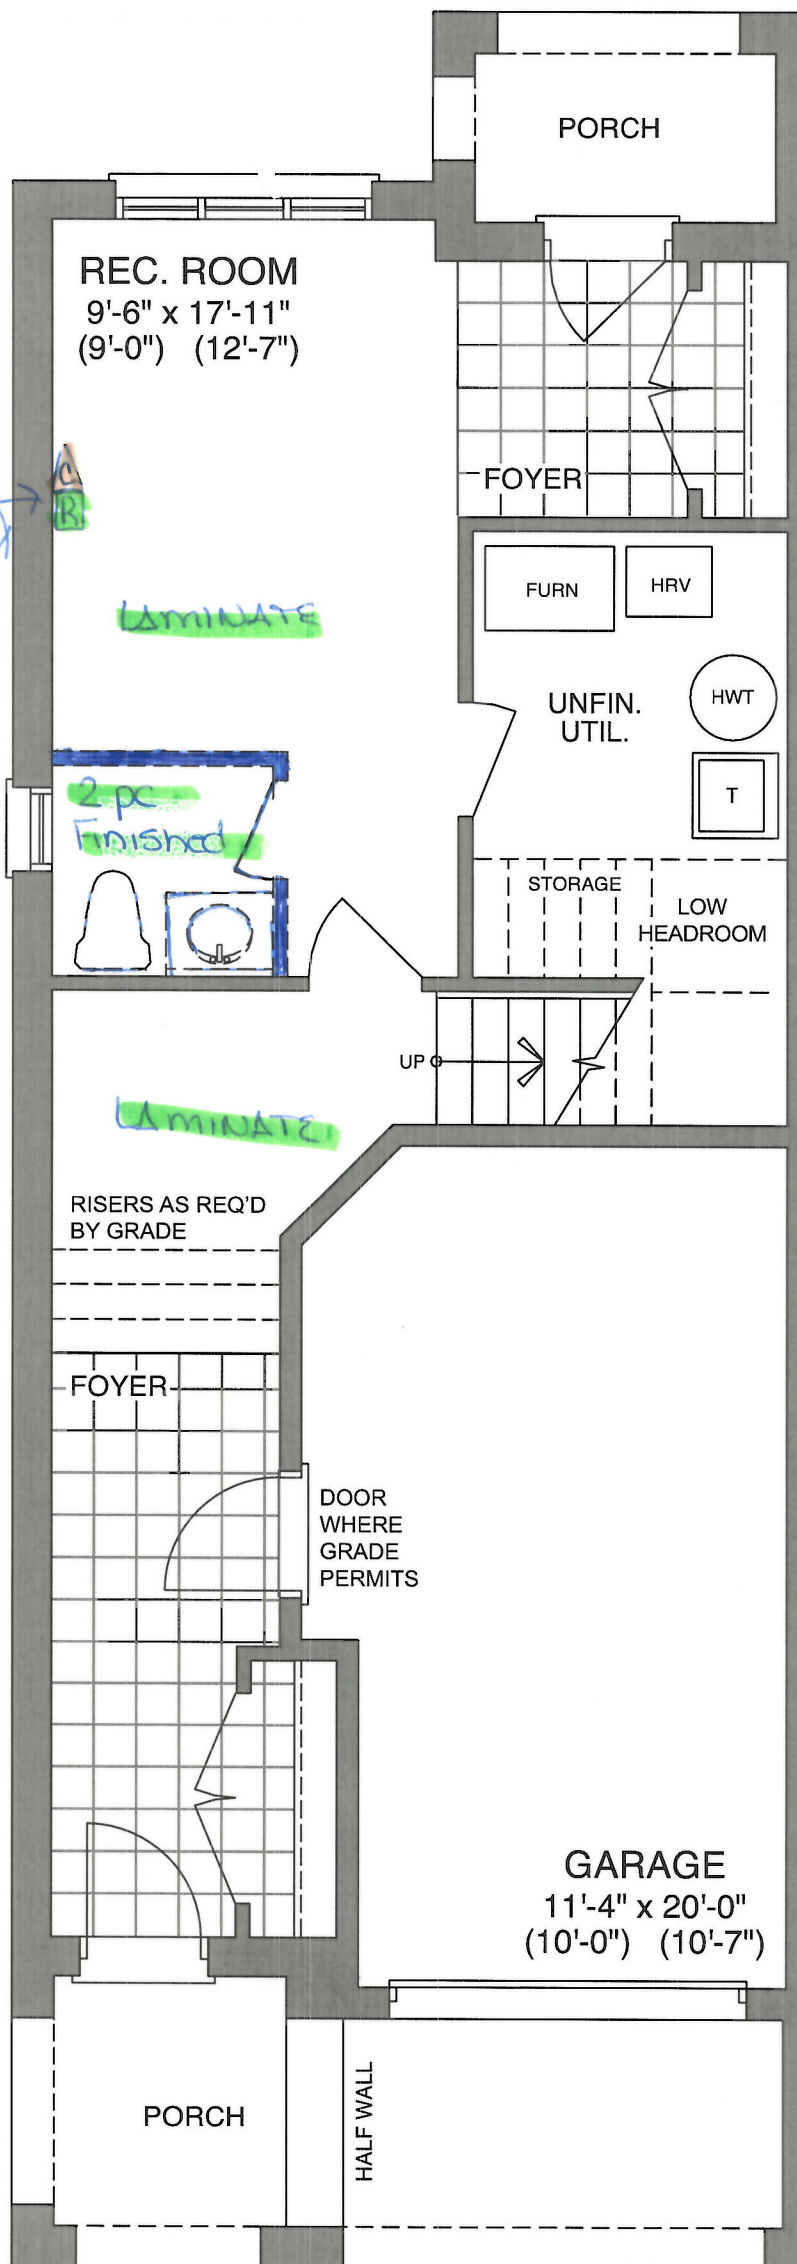 PORCH
REC. ROOM
9'-6" x 17'-11"
(9'-0") (12'-7")
C
R
FOYER
LAMINATE
FURN
HRV
UNFIN.
UTIL.
HWT
T
2 pc
Finished
STORAGE
LOW
HEADROOM
UP
LAMINATE
RISERS AS REQ'D
BY GRADE
FOYER
DOOR
WHERE
GRADE
PERMITS
GARAGE
11'-4" x 20'-0"
(10'-0") (10'-7")
PORCH
HALF WALL